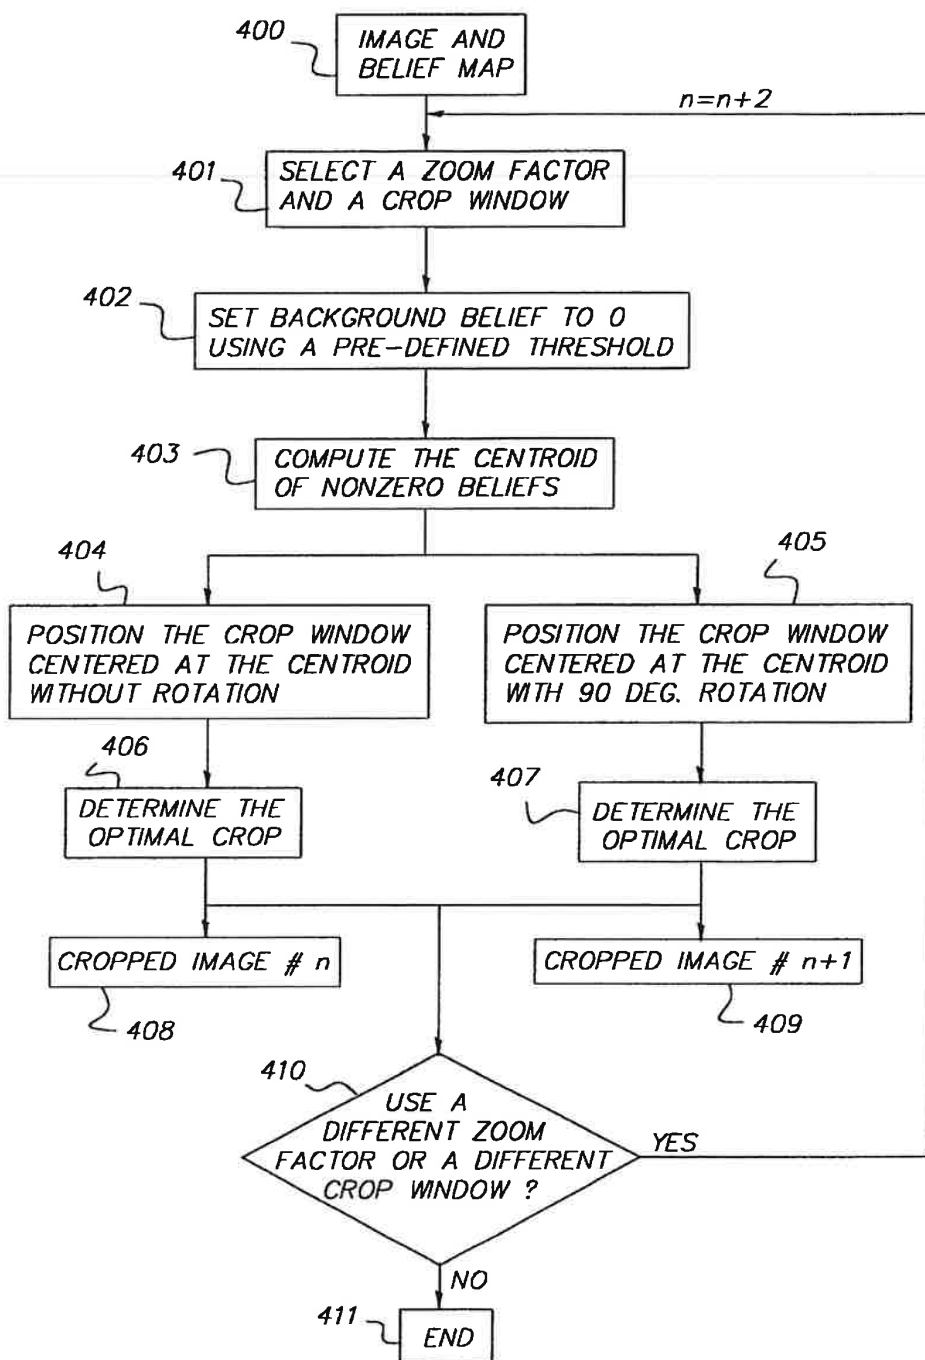 400
IMAGE AND
BELIEF MAP
n=n+2
401
SELECT A ZOOM FACTOR
AND A CROP WINDOW
402
SET BACKGROUND BELIEF TO 0
USING A PRE-DEFINED THRESHOLD
403
COMPUTE THE CENTROID
OF NONZERO BELIEFS
404
405
POSITION THE CROP WINDOW
CENTERED AT THE CENTROID
WITHOUT ROTATION
POSITION THE CROP WINDOW
CENTERED AT THE CENTROID
WITH 90 DEG. ROTATION
406
407
DETERMINE THE
OPTIMAL CROP
DETERMINE THE
OPTIMAL CROP
CROPPED IMAGE # n
CROPPED IMAGE # n+1
408
409
410
USE A
DIFFERENT ZOOM
FACTOR OR A DIFFERENT
CROP WINDOW ?
YES
NO
411
END